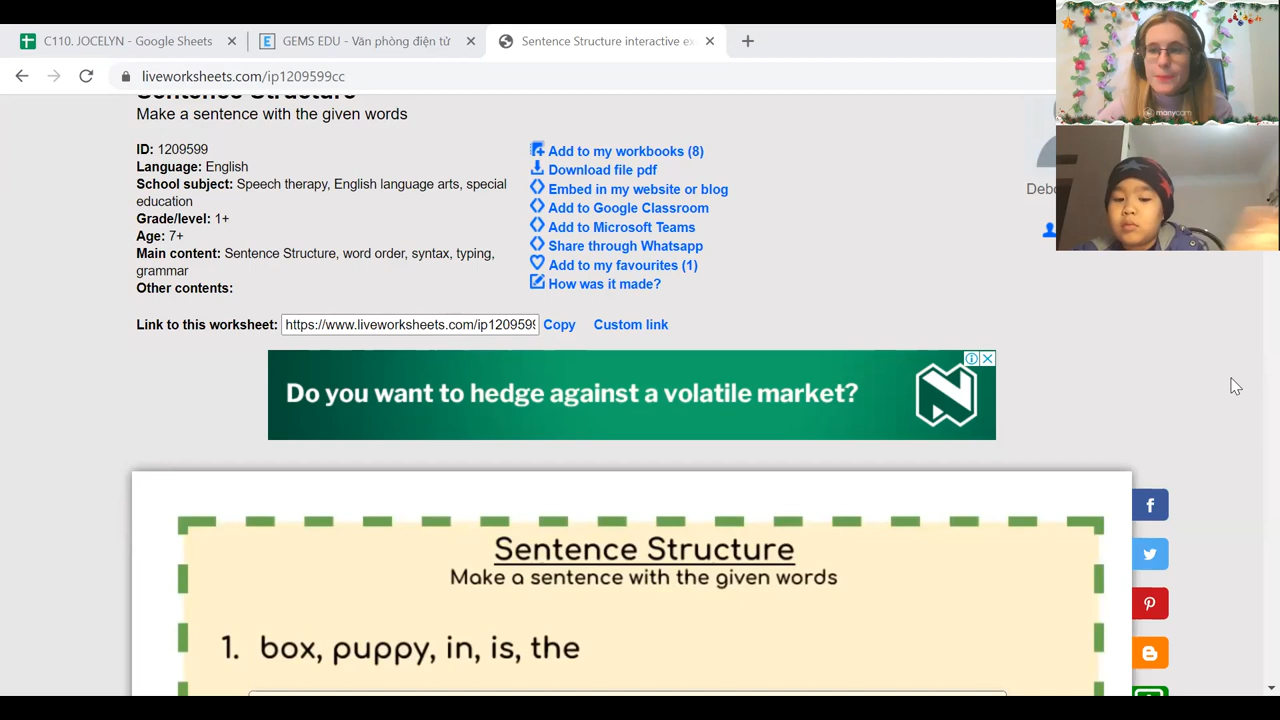 C110. JOCELYN - Google Sheets
GEMS EDU - Văn phòng điện tử
Sentence Structure interactive ex
liveworksheets.com/ip1209599cc
manycam
Sentence Structure
Make a sentence with the given words
ID: 1209599
Language: English
School subject: Speech therapy, English language arts, special
education
Grade/level: 1+
Age: 7+
Main content: Sentence Structure, word order, syntax, typing,
grammar
Other contents:
Add to my workbooks (8)
Download file pdf
Embed in my website or blog
Add to Google Classroom
Add to Microsoft Teams
Share through Whatsapp
Add to my favourites (1)
How was it made?
Link to this worksheet: https://www.liveworksheets.com/ip1209599 Copy Custom link
Do you want to hedge against a volatile market?
Sentence Structure
Make a sentence with the given words
1. box, puppy, in, is, the